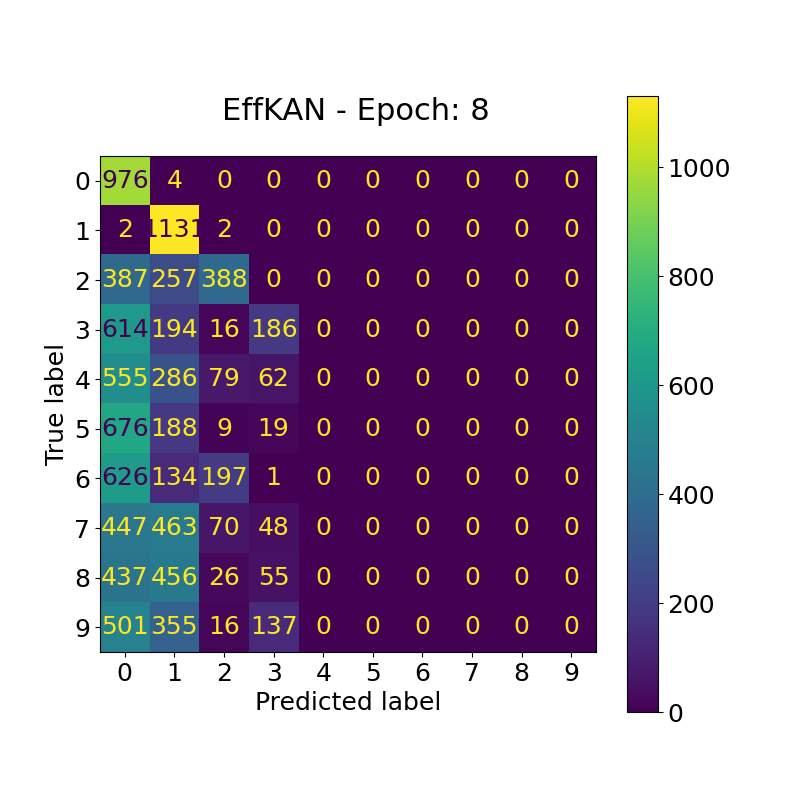 EffKAN - Epoch: 8
0 976 4 0 0 0 0 0 0 0 0
1 2 1131 2 0 0 0 0 0 0 0
2 387 257 388 0 0 0 0 0 0 0
3 614 194 16 186 0 0 0 0 0 0
4 555 286 79 62 0 0 0 0 0 0
5 676 188 9 19 0 0 0 0 0 0
6 626 134 197 1 0 0 0 0 0 0
7 447 463 70 48 0 0 0 0 0 0
8 437 456 26 55 0 0 0 0 0 0
9 501 355 16 137 0 0 0 0 0 0
0 1 2 3 4 5 6 7 8 9
Predicted label
True label
1000
800
600
400
200
0